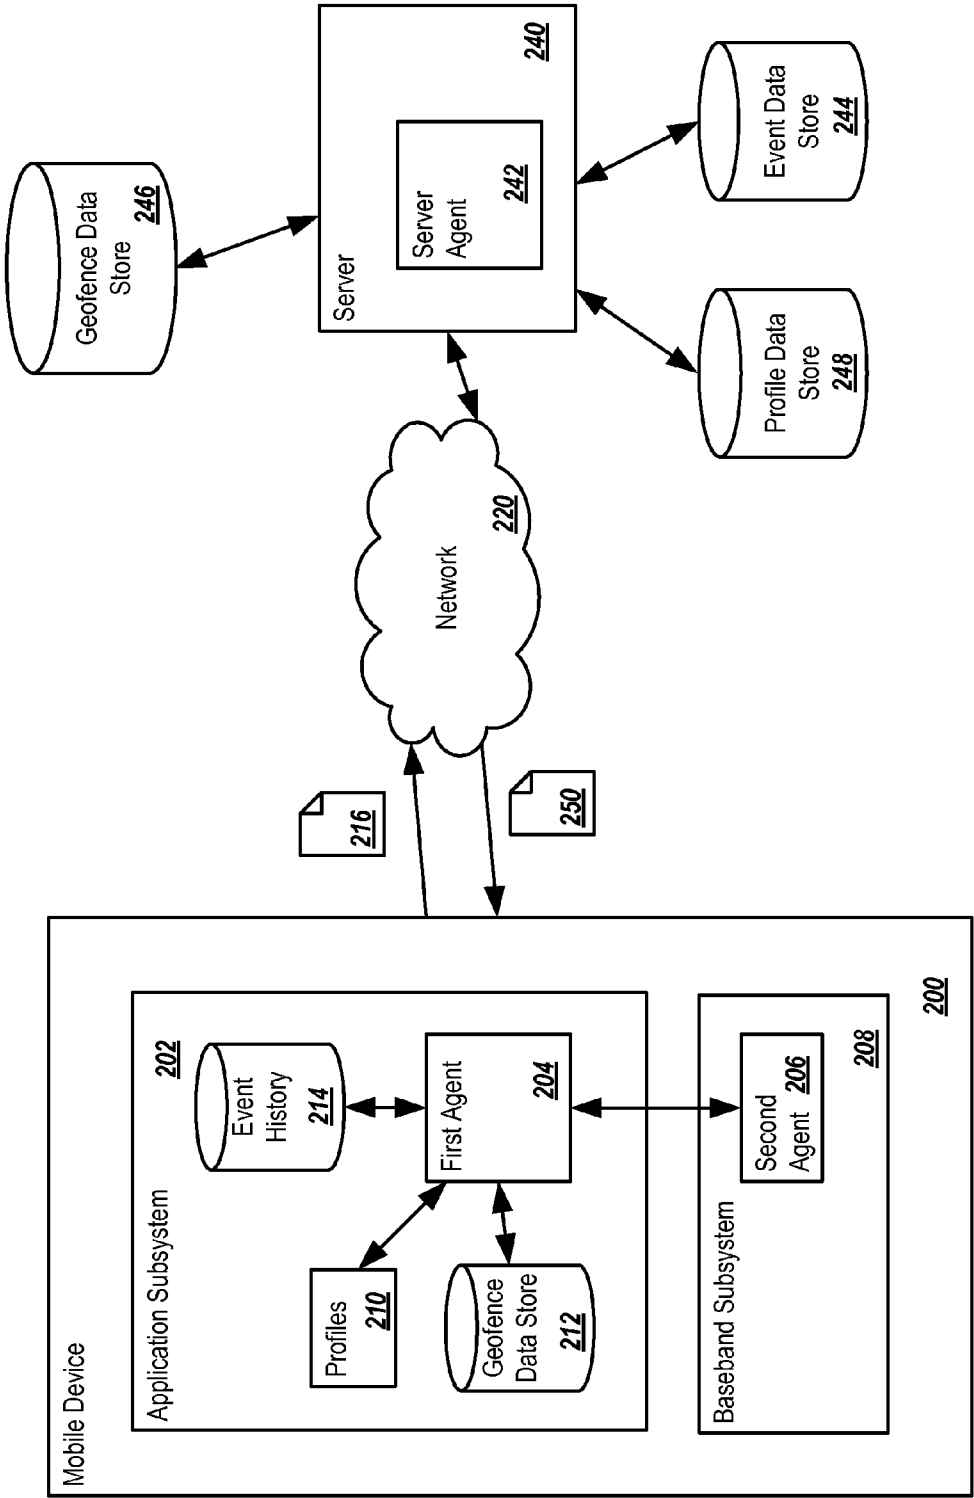 Mobile Device
Application Subsystem
202
Profiles
210
Event
History
214
Geofence
Data Store
212
First Agent
204
Baseband Subsystem
Second
Agent
206
208
200
216
250
Network
220
Geofence Data
Store
246
Server
Server
Agent
242
240
Profile Data
Store
248
Event Data
Store
244